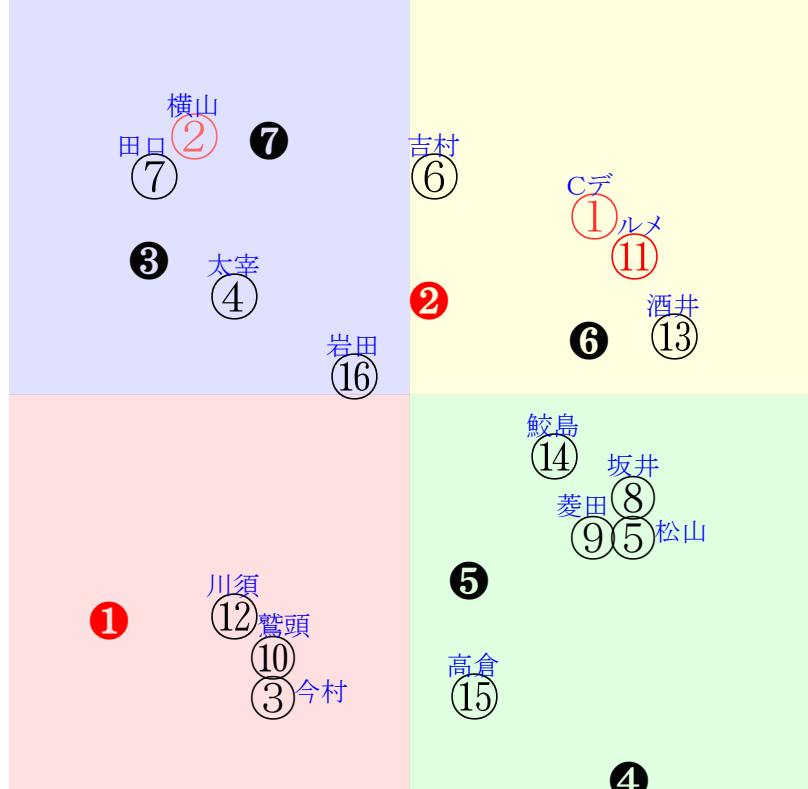 横山
②
❼
田口
⑦
吉村
⑥
Cデ
①
ルメ
⑪
❸
太宰
④
❷
酒井
⑬
❻
岩田
⑯
鮫島
⑭
坂井
⑧
菱田
⑨
⑤松山
❺
川須
⑫
❶
鷲頭
⑩
③今村
高倉
⑮
❹